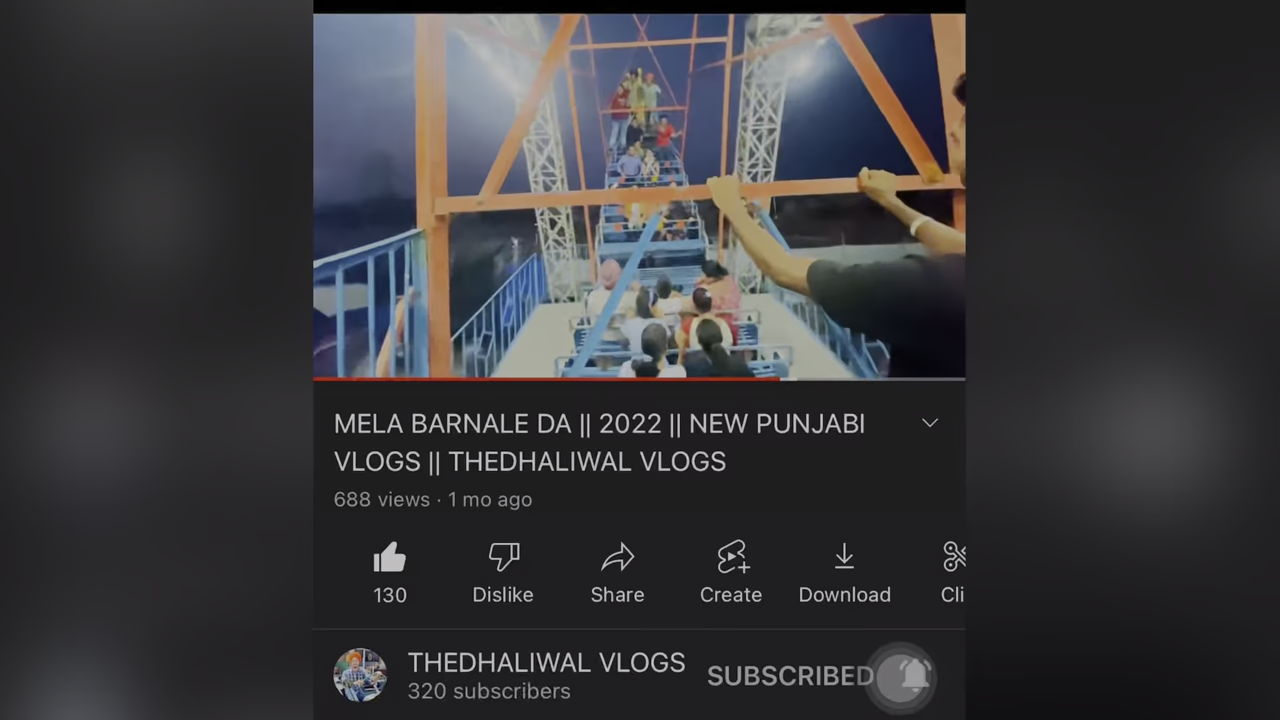 MELA BARNALE DA || 2022 || NEW PUNJABI
VLOGS || THEDHALIWAL VLOGS
688 views · 1 mo ago
130
Dislike
Share
Create
Download
Cli
THEDHALIWAL VLOGS
320 subscribers
SUBSCRIBED